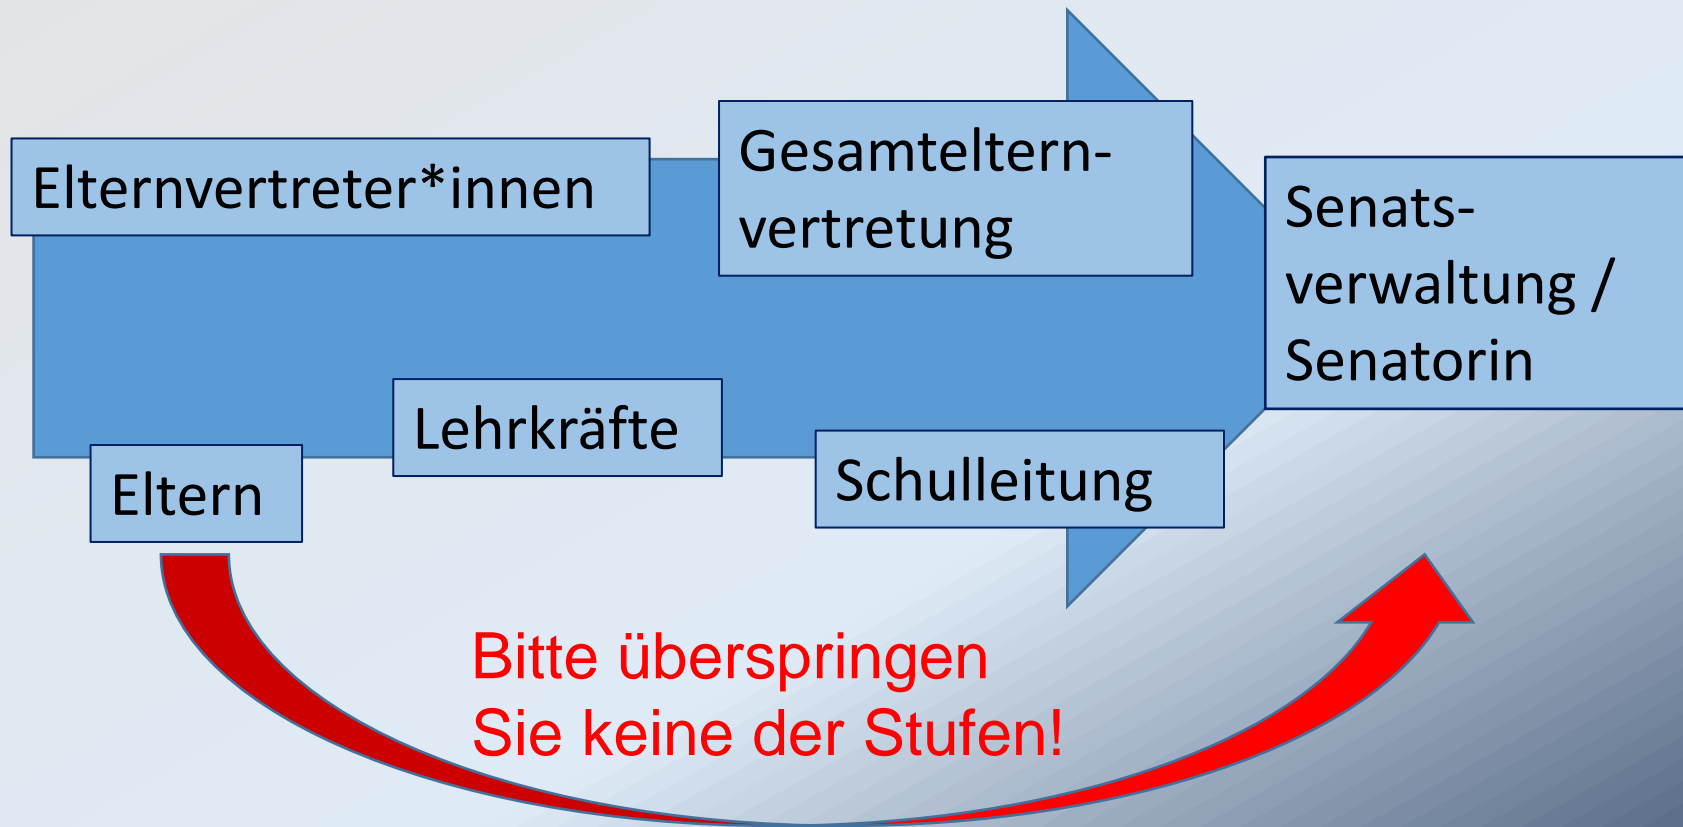 Elternvertreter*innen
Gesamteltern-
vertretung
Senats-
verwaltung /
Senatorin
Lehrkräfte
Eltern
Schulleitung
Bitte überspringen
Sie keine der Stufen!